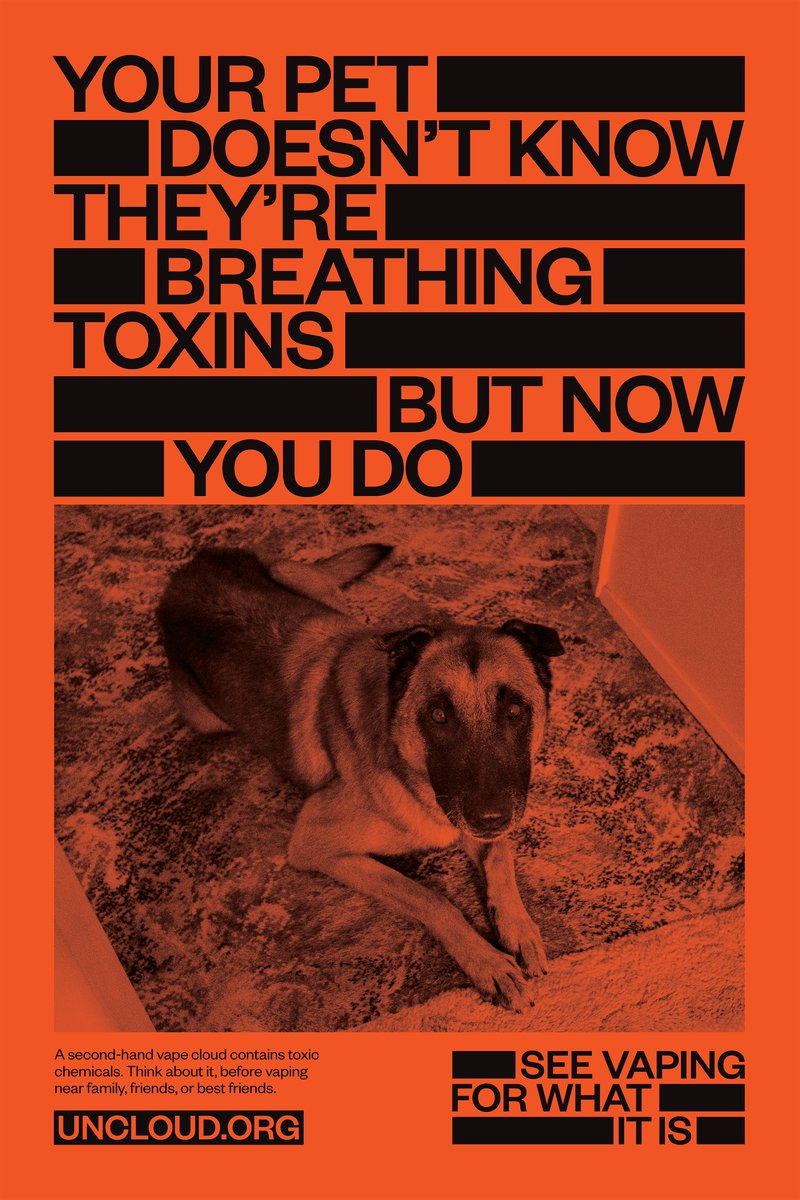 YOUR PET
DOESN’T KNOW
THEY’RE
BREATHING
TOXINS
BUT NOW
YOU DO
A second-hand vape cloud contains toxic
chemicals. Think about it, before vaping
near family, friends, or best friends.
UNCLOUD.ORG
SEE VAPING
FOR WHAT
IT IS